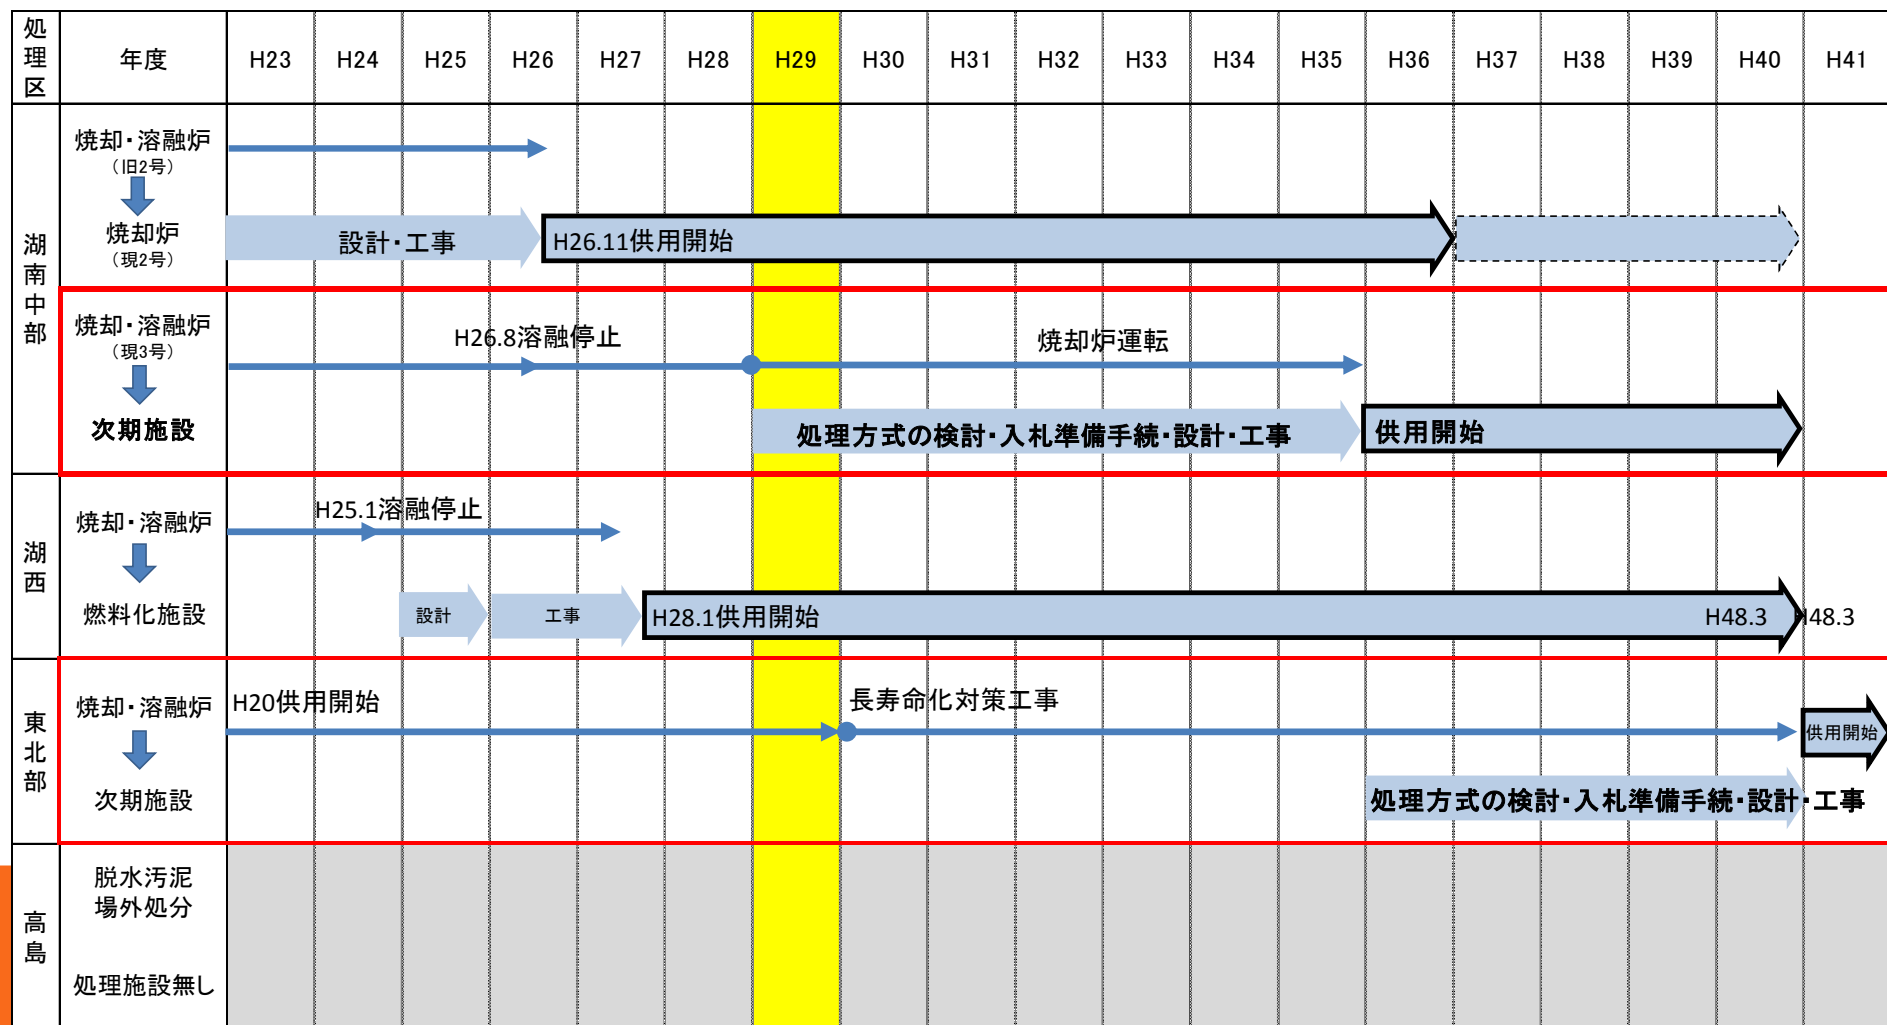 処理区 年度 H23 H24 H25 H26 H27 H28 H29 H30 H31 H32 H33 H34 H35 H36 H37 H38 H39 H40 H41
湖南中部
焼却・溶融炉
（旧2号）
焼却炉
（現2号）
設計・工事
H26.11供用開始
焼却・溶融炉
（現3号）
次期施設
H26.8溶融停止
焼却炉運転
処理方式の検討・入札準備手続・設計・工事
供用開始
湖西
焼却・溶融炉
燃料化施設
H25.1溶融停止
設計
工事
H28.1供用開始
H48.3
H48.3
東北部
焼却・溶融炉
次期施設
H20供用開始
長寿命化対策工事
供用開始
処理方式の検討・入札準備手続・設計・工事
高島
脱水汚泥
場外処分
処理施設無し